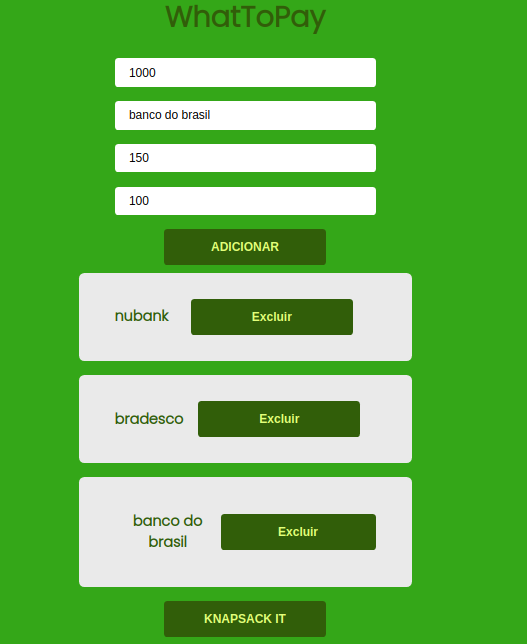 WhatToPay
1000
banco do brasil
150
100
ADICIONAR
nubank
Excluir
bradesco
Excluir
banco do
brasil
Excluir
KNAPSACK IT